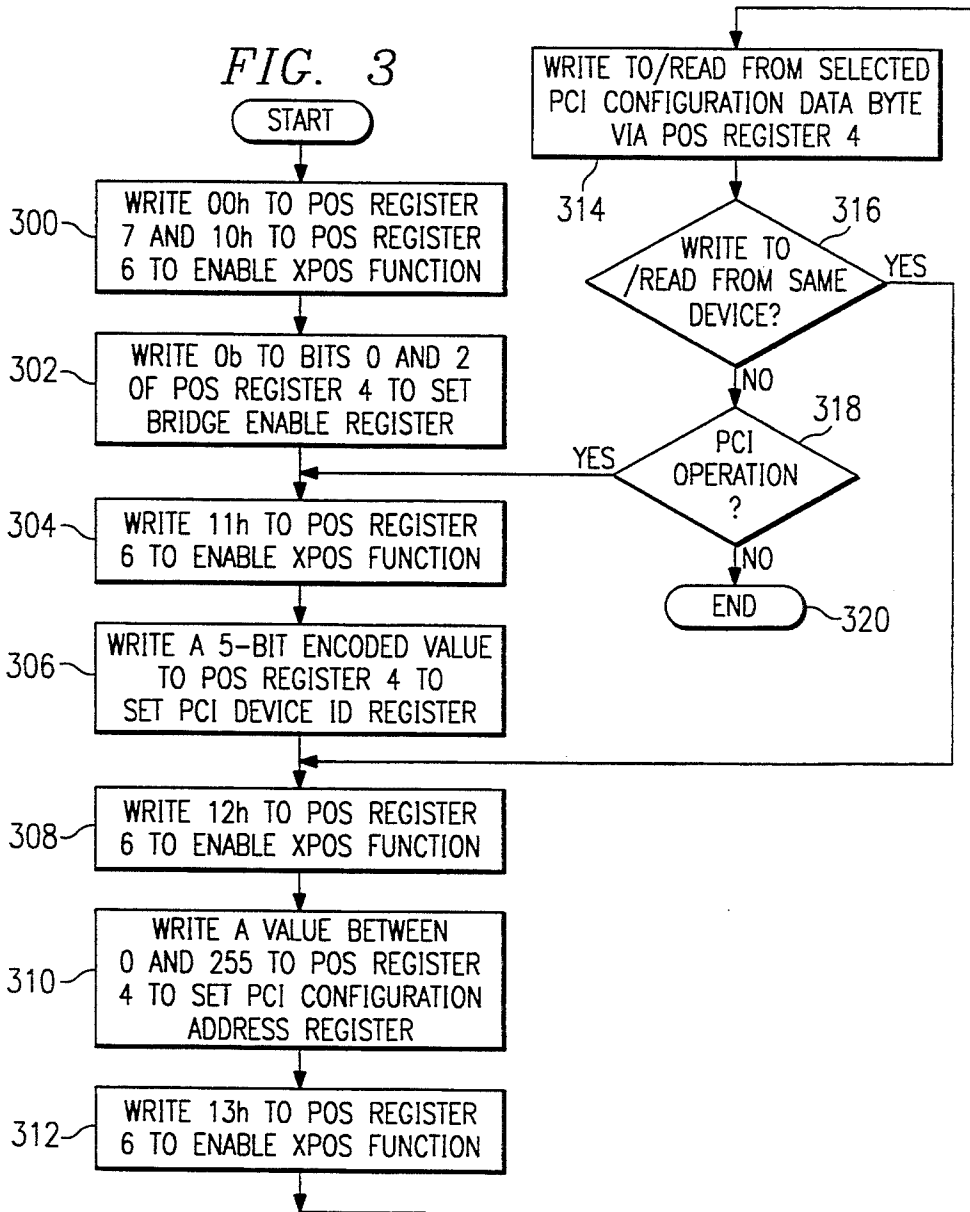 FIG. 3
START
300
WRITE 00h TO POS REGISTER
7 AND 10h TO POS REGISTER
6 TO ENABLE XPOS FUNCTION
302
WRITE 0b TO BITS 0 AND 2
OF POS REGISTER 4 TO SET
BRIDGE ENABLE REGISTER
304
WRITE 11h TO POS REGISTER
6 TO ENABLE XPOS FUNCTION
306
WRITE A 5-BIT ENCODED VALUE
TO POS REGISTER 4 TO
SET PCI DEVICE ID REGISTER
308
WRITE 12h TO POS REGISTER
6 TO ENABLE XPOS FUNCTION
310
WRITE A VALUE BETWEEN
0 AND 255 TO POS REGISTER
4 TO SET PCI CONFIGURATION
ADDRESS REGISTER
312
WRITE 13h TO POS REGISTER
6 TO ENABLE XPOS FUNCTION
WRITE TO/READ FROM SELECTED
PCI CONFIGURATION DATA BYTE
VIA POS REGISTER 4
314
316
WRITE TO
/READ FROM SAME
DEVICE?
YES
NO
318
YES
PCI
OPERATION
?
NO
END
320